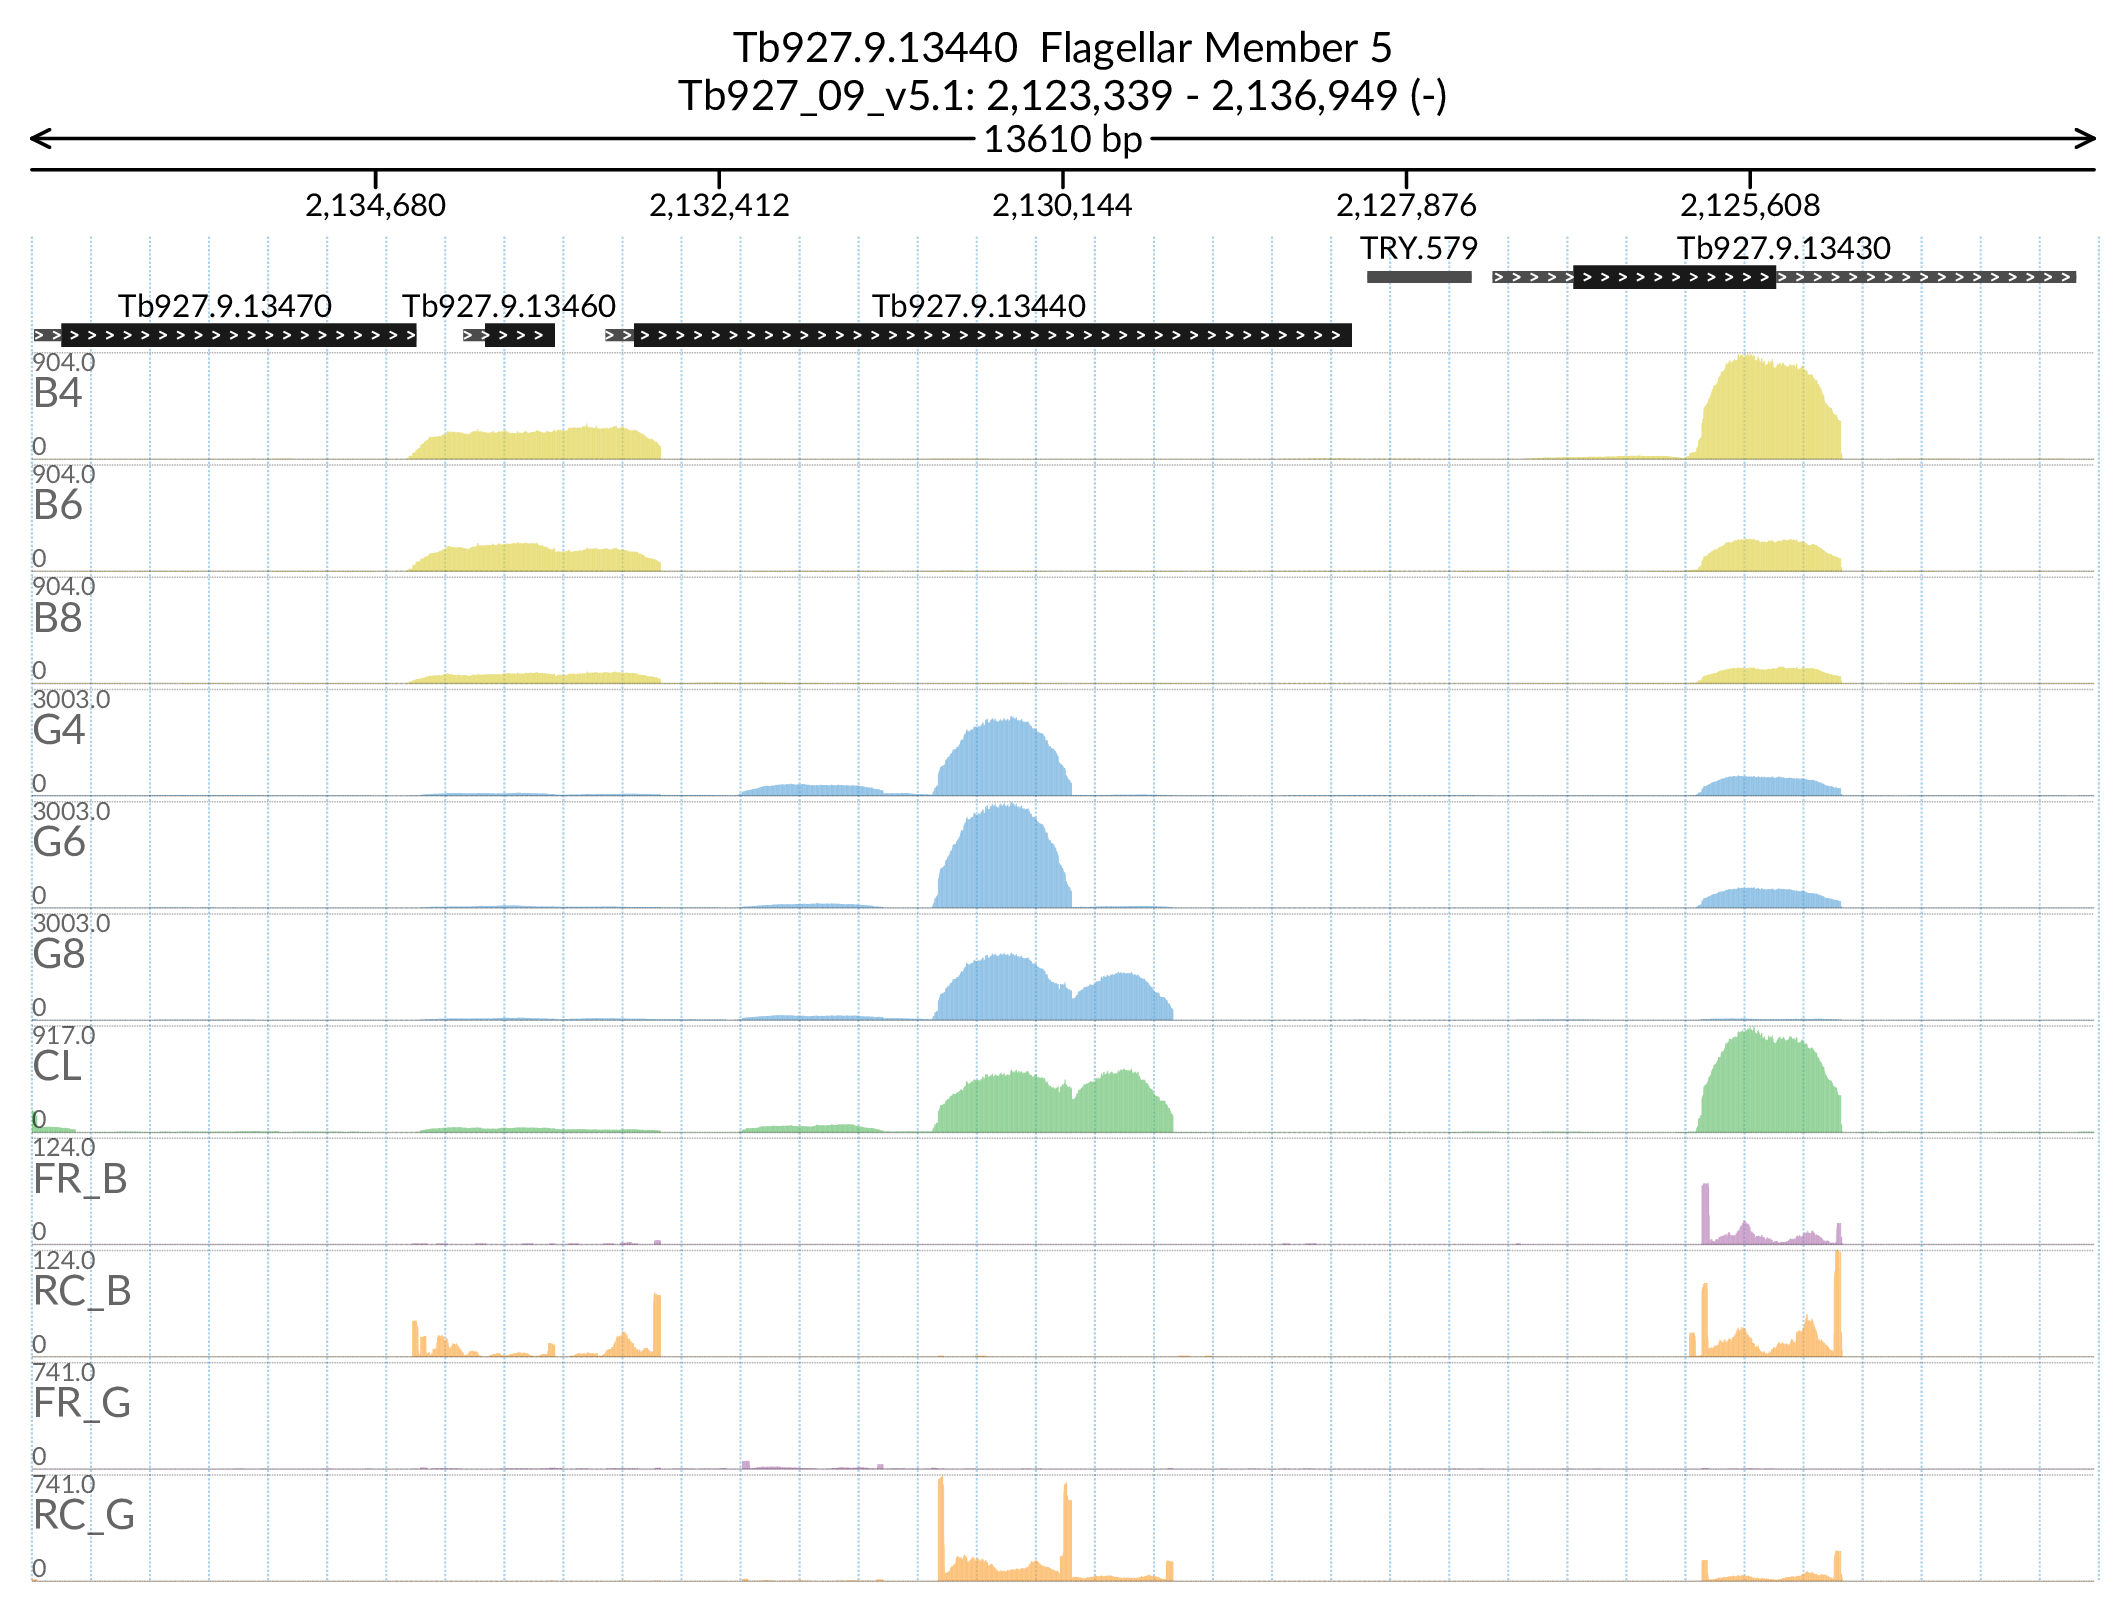 Tb927.9.13440 Flagellar Member 5
Tb927_09_v5.1: 2,123,339 - 2,136,949 (-)
13610 bp
2,134,680 2,132,412 2,130,144 2,127,876 2,125,608
TRY.579 Tb927.9.13430
Tb927.9.13470 Tb927.9.13460 Tb927.9.13440
904.0
B4
0
904.0
B6
0
904.0
B8
0
3003.0
G4
0
3003.0
G6
0
3003.0
G8
0
917.0
CL
0
124.0
FR_B
0
124.0
RC_B
0
741.0
FR_G
0
741.0
RC_G
0